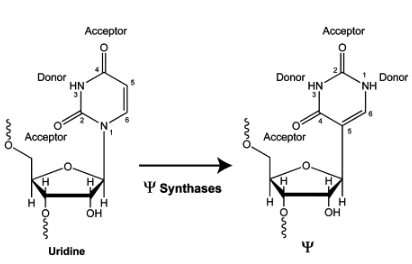 Acceptor
O
4
5
Donor
HN
3
2
N
1
6
O
Acceptor
O
O
H
H
H
H
O
OH
Uridine
Ψ Synthases
Acceptor
O
2
Donor
HN
3
1
NH
Donor
4
5
6
O
Acceptor
O
O
H
H
H
H
O
OH
Ψ